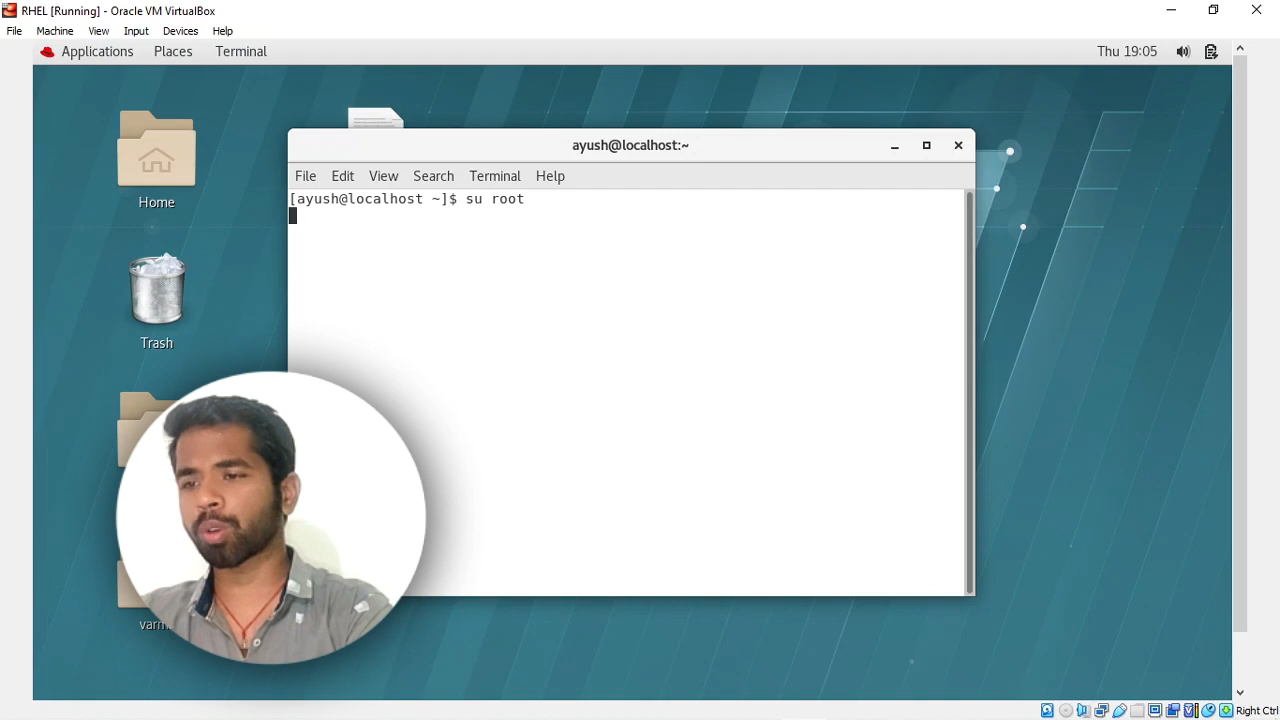 RHEL [Running] - Oracle VM VirtualBox
File Machine View Input Devices Help
Applications Places Terminal Thu 19:05
ayush@localhost:~
File Edit View Search Terminal Help
[ayush@localhost ~]$ su root
Home
Trash
Right Ctrl